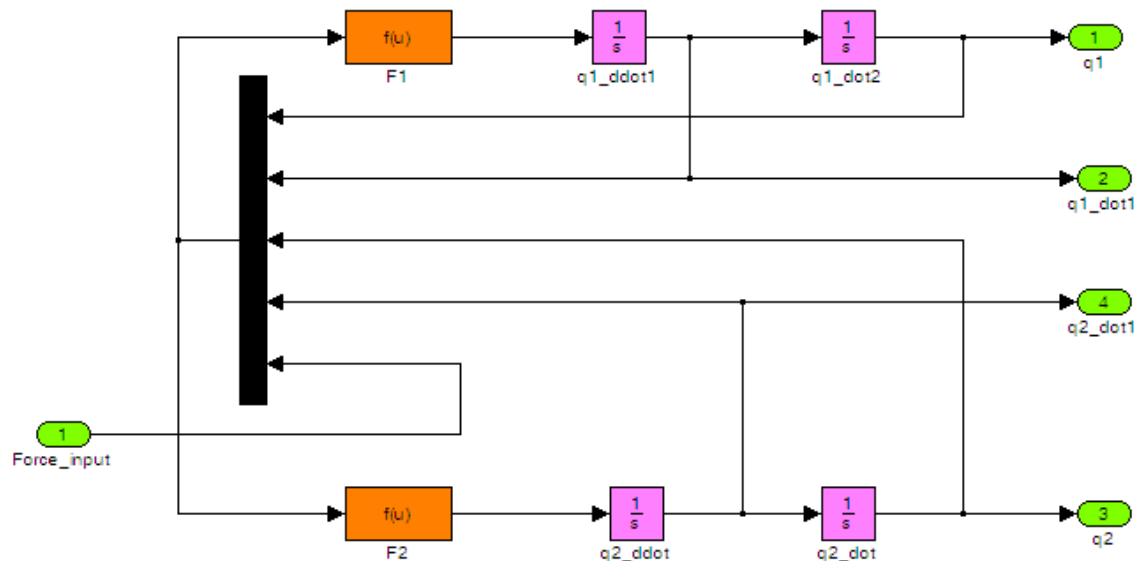 f(u)
F1
1
s
q1_ddot1
1
s
q1_dot2
1
q1
2
q1_dot1
4
q2_dot1
1
Force_input
f(u)
F2
1
s
q2_ddot
1
s
q2_dot
3
q2